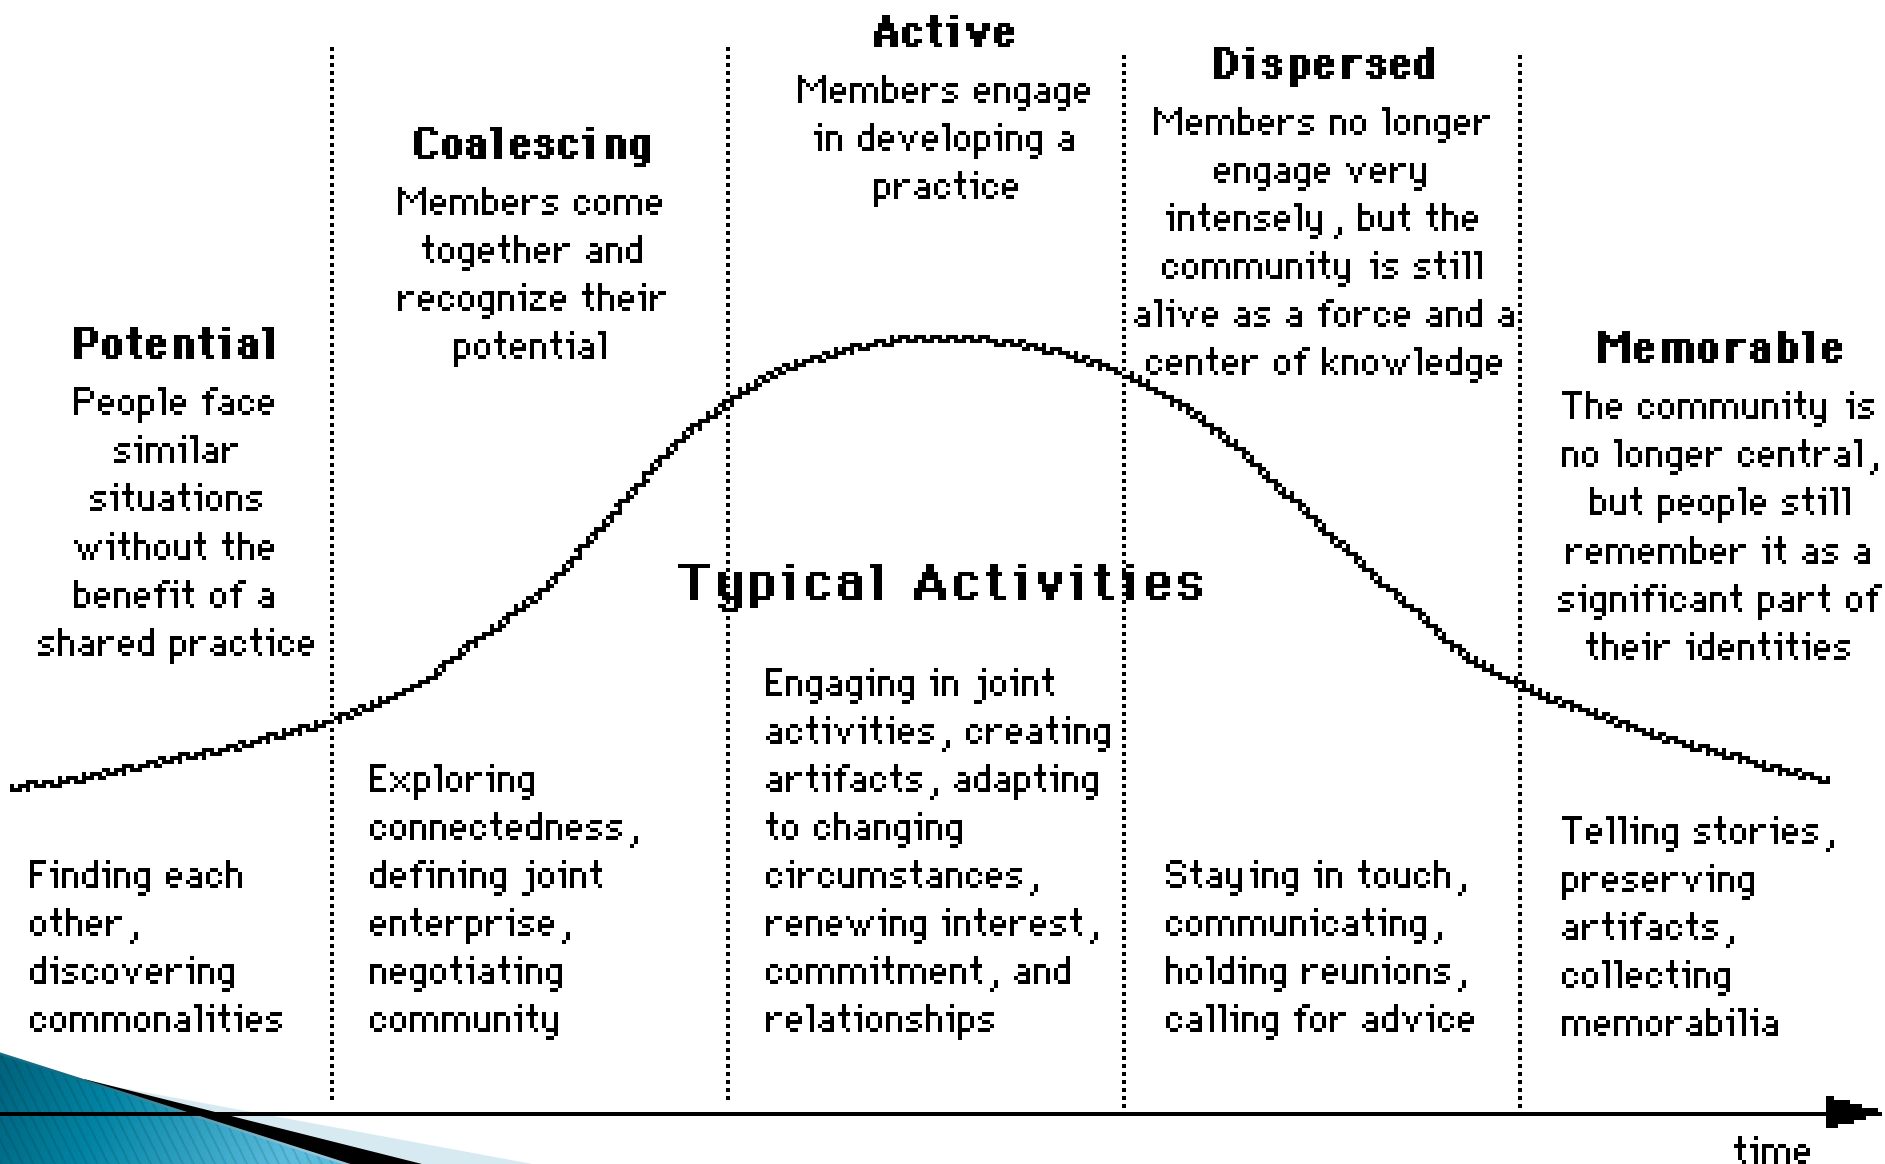 Potential
People face
similar
situations
without the
benefit of a
shared practice
Coalescing
Members come
together and
recognize their
potential
Active
Members engage
in developing a
practice
Dispersed
Members no longer
engage very
intensely, but the
community is still
alive as a force and a
center of knowledge
Memorable
The community is
no longer central,
but people still
remember it as a
significant part of
their identities
Typical Activities
Finding each
other,
discovering
commonalities
Exploring
connectedness,
defining joint
enterprise,
negotiating
community
Engaging in joint
activities, creating
artifacts, adapting
to changing
circumstances,
renewing interest,
commitment, and
relationships
Staying in touch,
communicating,
holding reunions,
calling for advice
Telling stories,
preserving
artifacts,
collecting
memorabilia
time